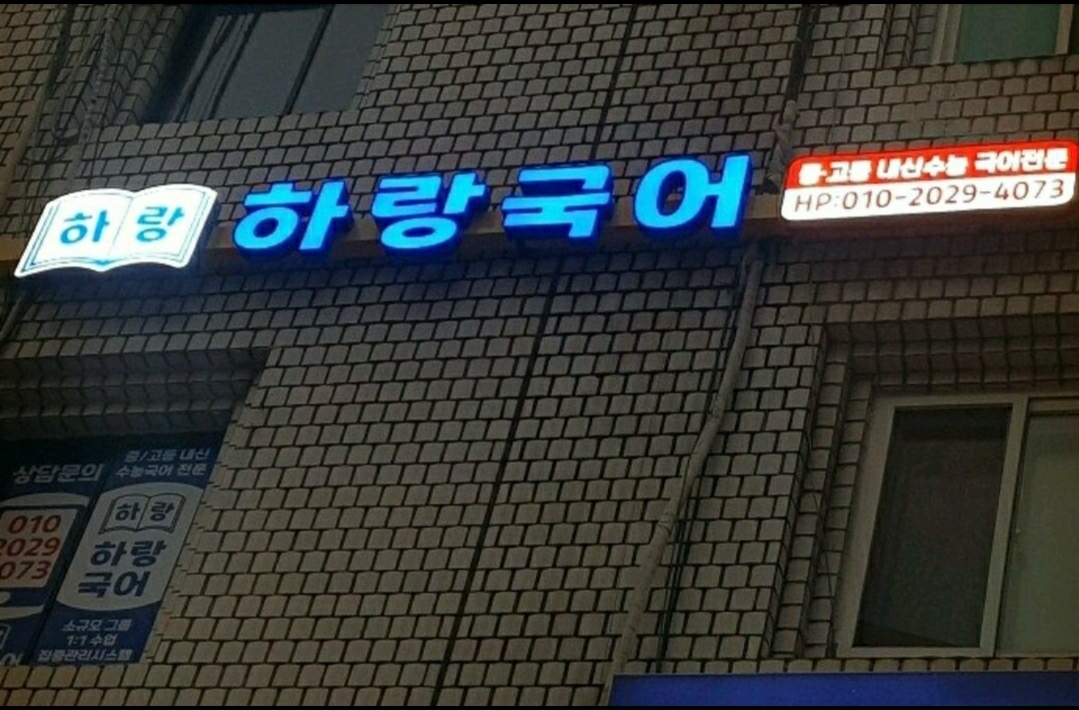 하랑
하랑국어
중·고등 내신수능 국어전문
HP:010-2029-4073
상담문의
010
2029
073
중/고등 내신
수능국어 전문
하랑
하랑
국어
소규모 그룹
1:1 수업
집중관리시스템